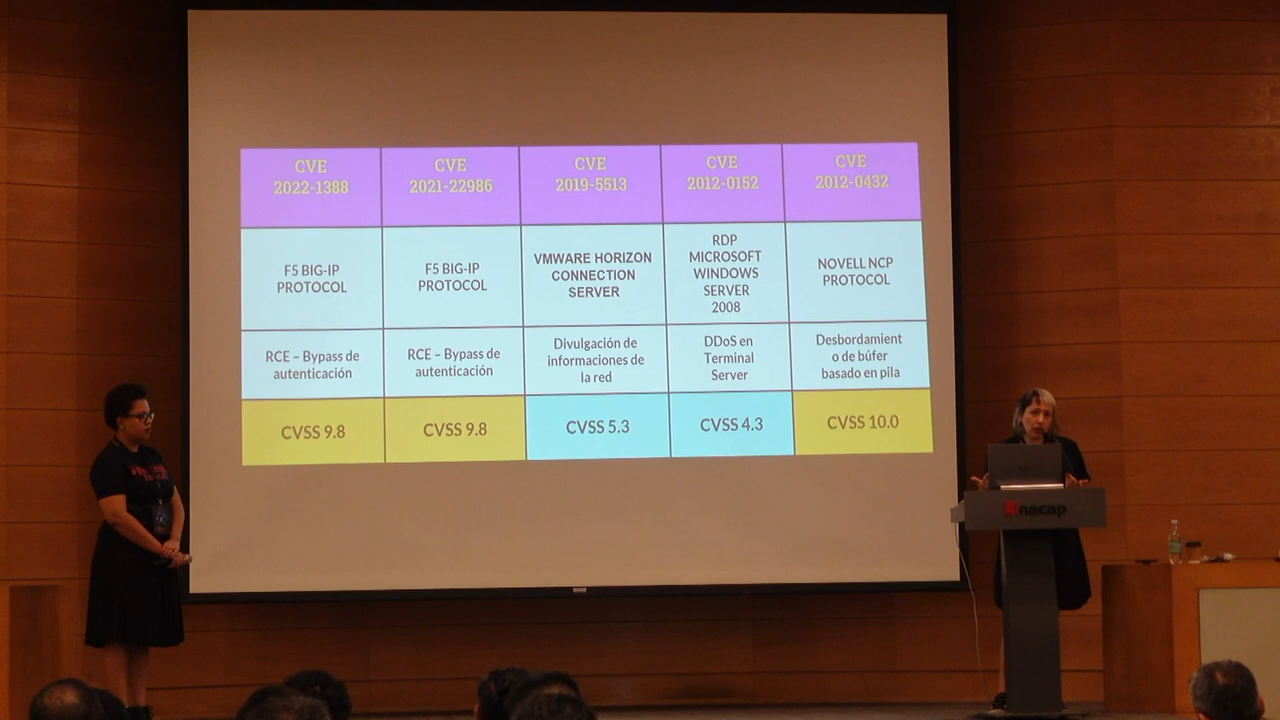 CVE
2022-1388
CVE
2021-22986
CVE
2019-5513
CVE
2012-0152
CVE
2012-0432
F5 BIG-IP
PROTOCOL
F5 BIG-IP
PROTOCOL
VMWARE HORIZON
CONNECTION
SERVER
RDP
MICROSOFT
WINDOWS
SERVER
2008
NOVELL NCP
PROTOCOL
RCE – Bypass de
autenticación
RCE – Bypass de
autenticación
Divulgación de
informaciones de
la red
DDoS en
Terminal
Server
Desbordamient
o de búfer
basado en pila
CVSS 9.8
CVSS 9.8
CVSS 5.3
CVSS 4.3
CVSS 10.0
inacap